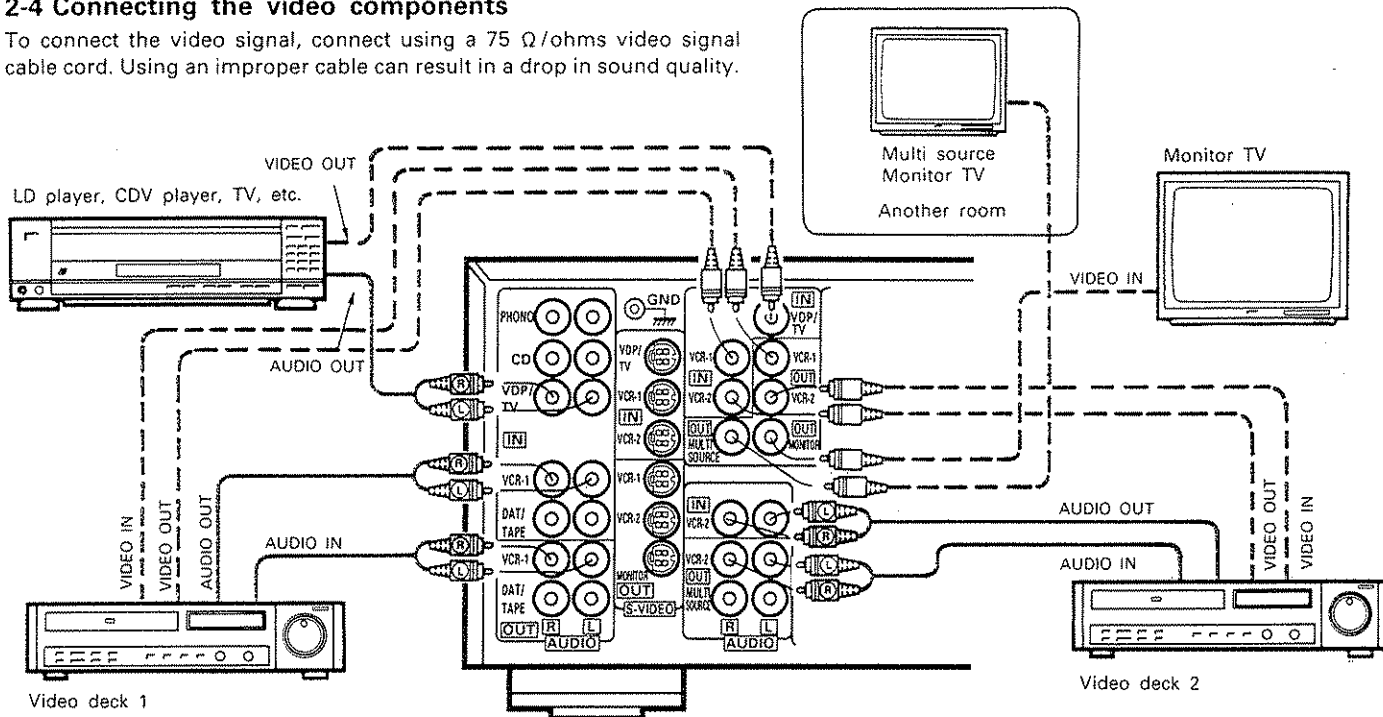 2-4 Connecting the video components
To connect the video signal, connect using a 75 Ω/ohms video signal
cable cord. Using an improper cable can result in a drop in sound quality.
Multi source
Monitor TV
Another room
Monitor TV
VIDEO OUT
LD player, CDV player, TV, etc.
AUDIO OUT
VIDEO IN
PHONO
CD
VDP/
TV
IN
VCR-1
DAT/
TAPE
VCR-1
DAT/
TAPE
OUT
R
L
AUDIO
GND
VDP/
TV
VCR-1
IN
VCR-2
VCR-1
VCR-2
MONITOR
OUT
S-VIDEO
IN
VDP/
TV
VCR-1
IN
VCR-2
VCR-1
OUT
VCR-2
OUT
MULTI
SOURCE
OUT
MONITOR
IN
VCR-2
VCR-2
OUT
MULTI
SOURCE
R
L
AUDIO
R
L
R
L
R
L
L
R
L
R
VIDEO IN
VIDEO OUT
AUDIO OUT
AUDIO IN
Video deck 1
AUDIO OUT
AUDIO IN
VIDEO OUT
VIDEO IN
Video deck 2